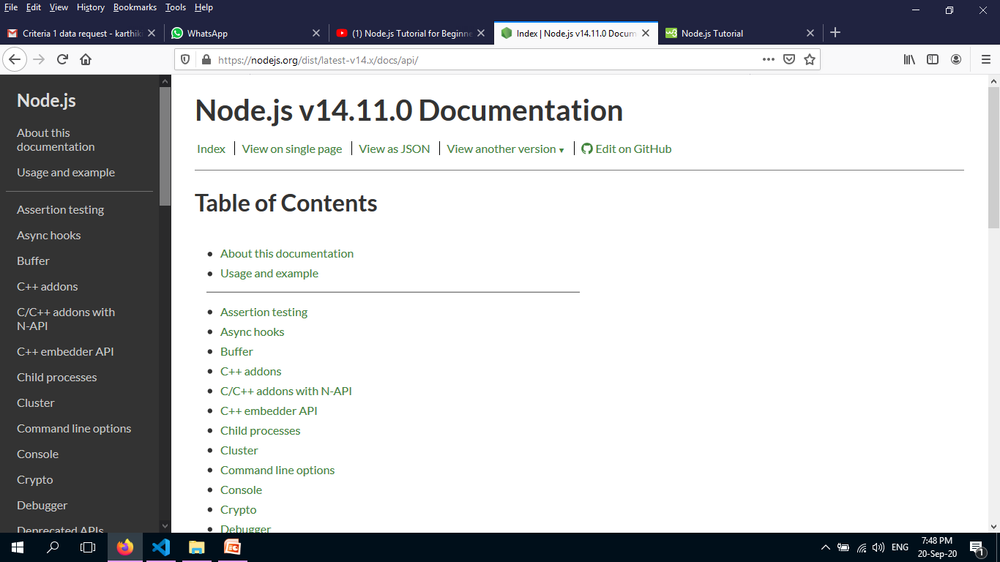 File Edit View History Bookmarks Tools Help
Criteria 1 data request - karthik
WhatsApp
(1) Node.js Tutorial for Beginne
Index | Node.js v14.11.0 Docum
Node.js Tutorial
https://nodejs.org/dist/latest-v14.x/docs/api/
Node.js
About this
documentation
Usage and example
Assertion testing
Async hooks
Buffer
C++ addons
C/C++ addons with
N-API
C++ embedder API
Child processes
Cluster
Command line options
Console
Crypto
Debugger
Deprecated APIs
Node.js v14.11.0 Documentation
Index
View on single page
View as JSON
View another version ▼
Edit on GitHub
Table of Contents
About this documentation
Usage and example
Assertion testing
Async hooks
Buffer
C++ addons
C/C++ addons with N-API
C++ embedder API
Child processes
Cluster
Command line options
Console
Crypto
Debugger
ENG
7:48 PM
20-Sep-20
1